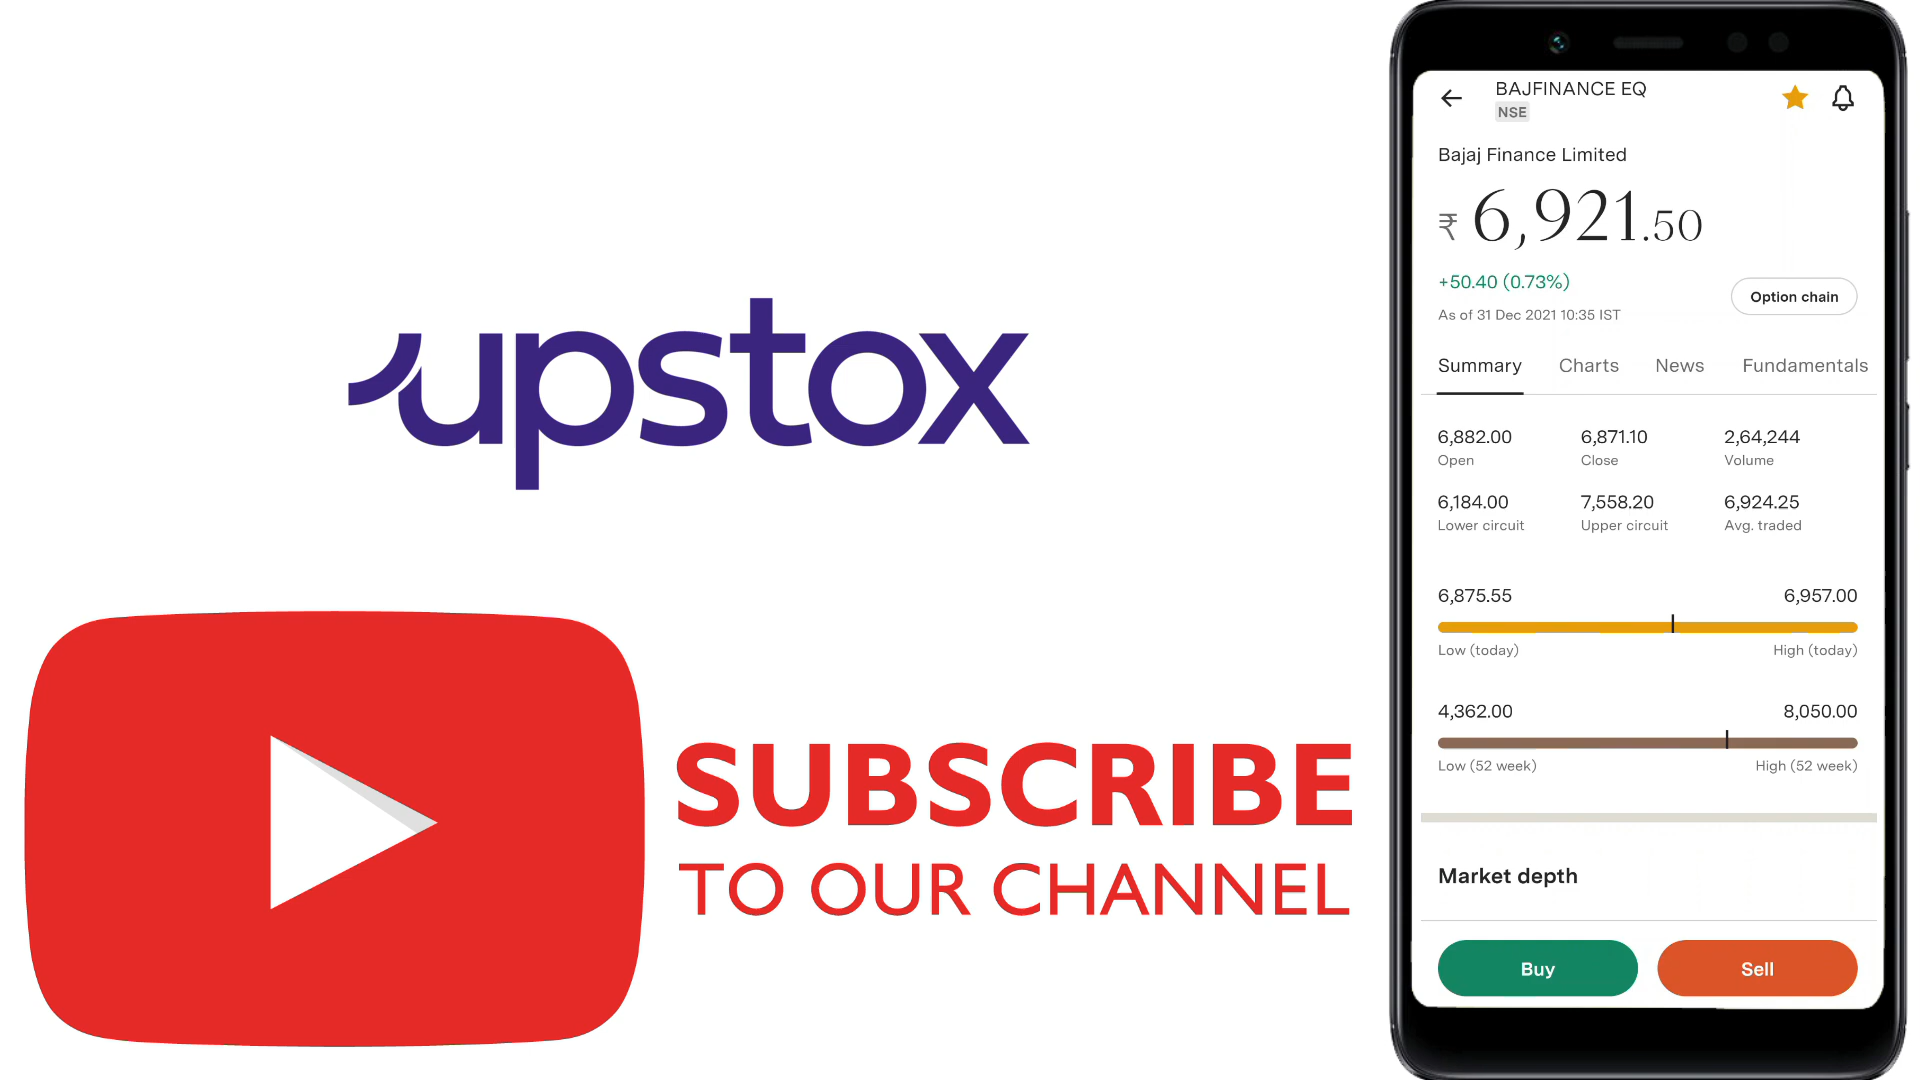 upstox
SUBSCRIBE
TO OUR CHANNEL
BAJFINANCE EQ
NSE
Bajaj Finance Limited
₹ 6,921.50
+50.40 (0.73%)
As of 31 Dec 2021 10:35 IST
Option chain
Summary Charts News Fundamentals
6,882.00 6,871.10 2,64,244
Open Close Volume
6,184.00 7,558.20 6,924.25
Lower circuit Upper circuit Avg. traded
6,875.55 6,957.00
Low (today) High (today)
4,362.00 8,050.00
Low (52 week) High (52 week)
Market depth
Buy Sell